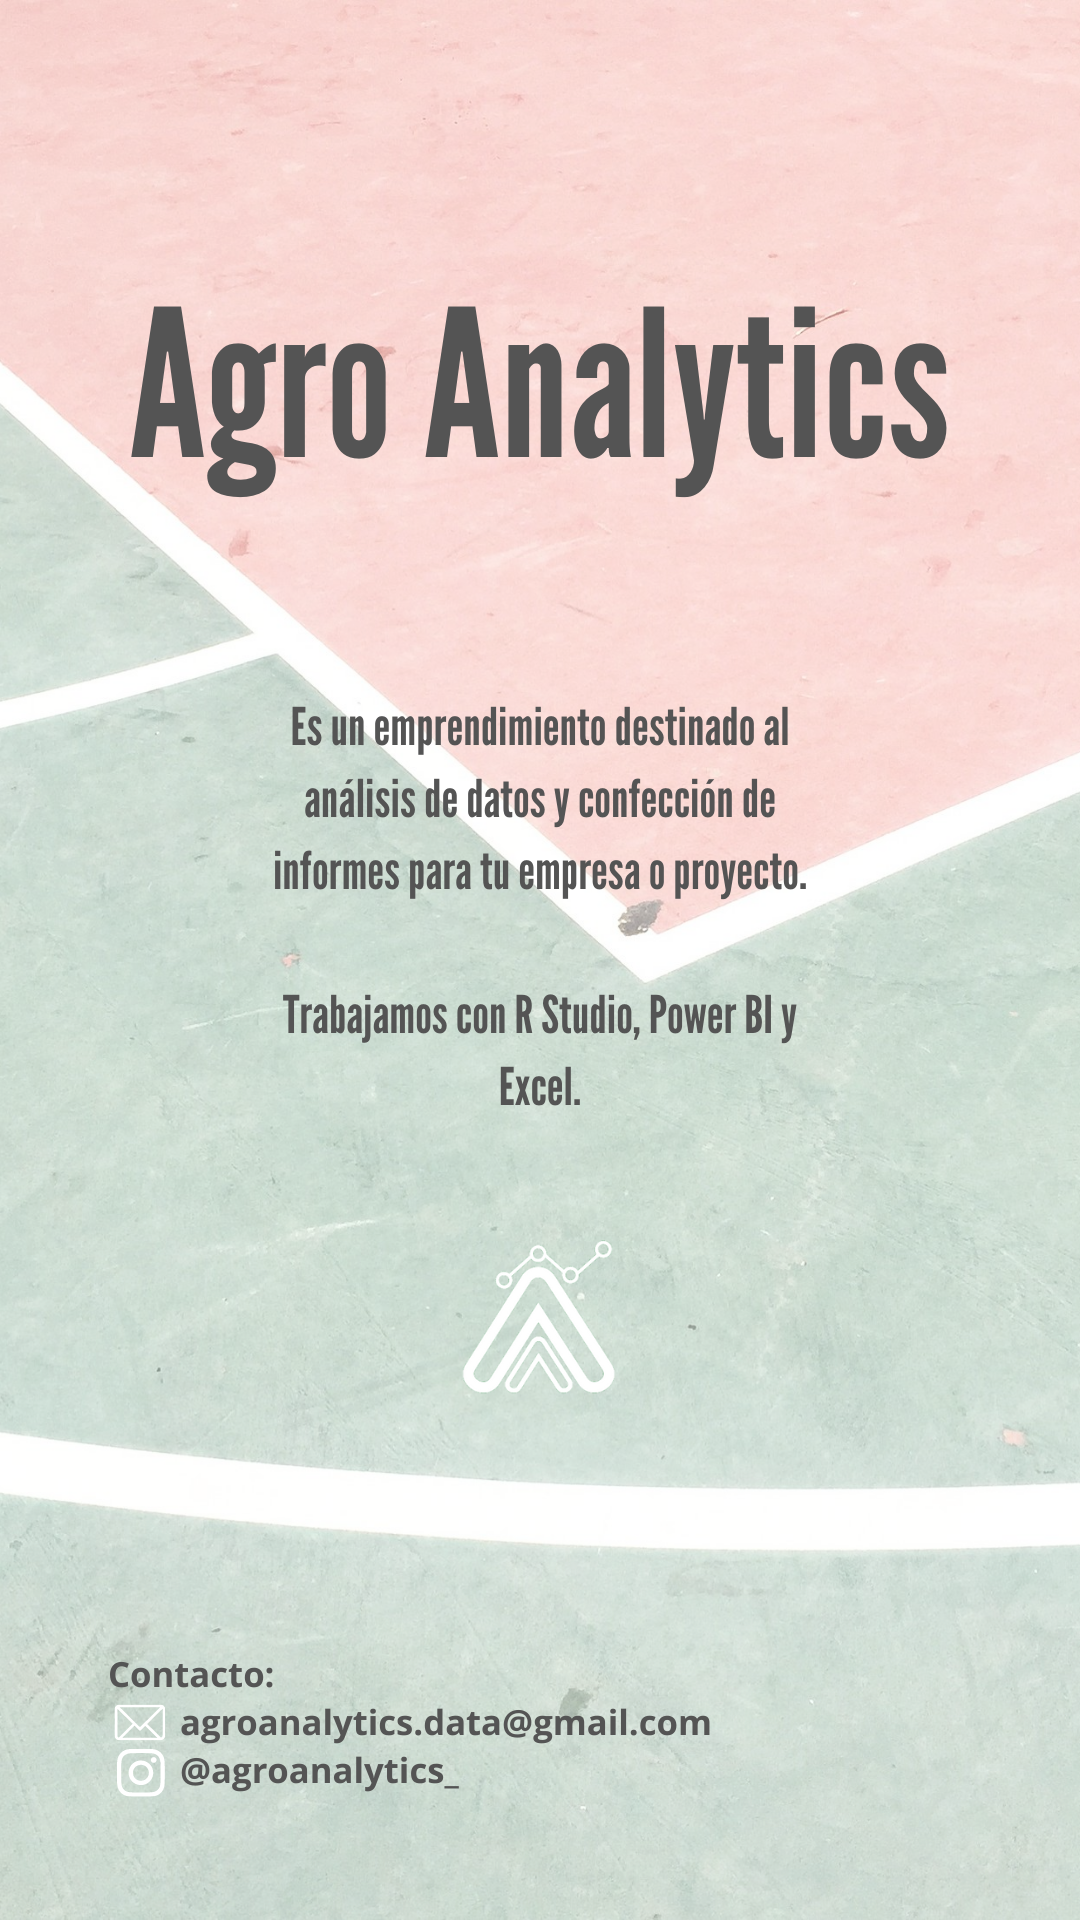 Agro Analytics
Es un emprendimiento destinado al
análisis de datos y confección de
informes para tu empresa o proyecto.
Trabajamos con R Studio, Power BI y
Excel.
Contacto:
agroanalytics.data@gmail.com
@agroanalytics_